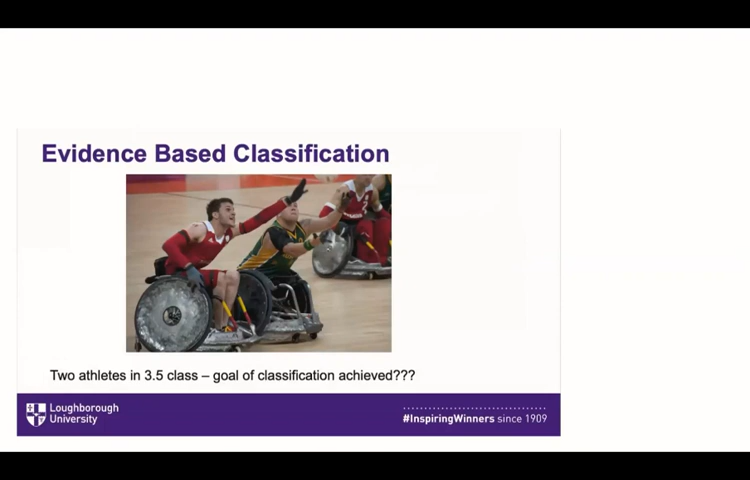 Evidence Based Classification
Two athletes in 3.5 class – goal of classification achieved???
Loughborough
University
#InspiringWinners since 1909